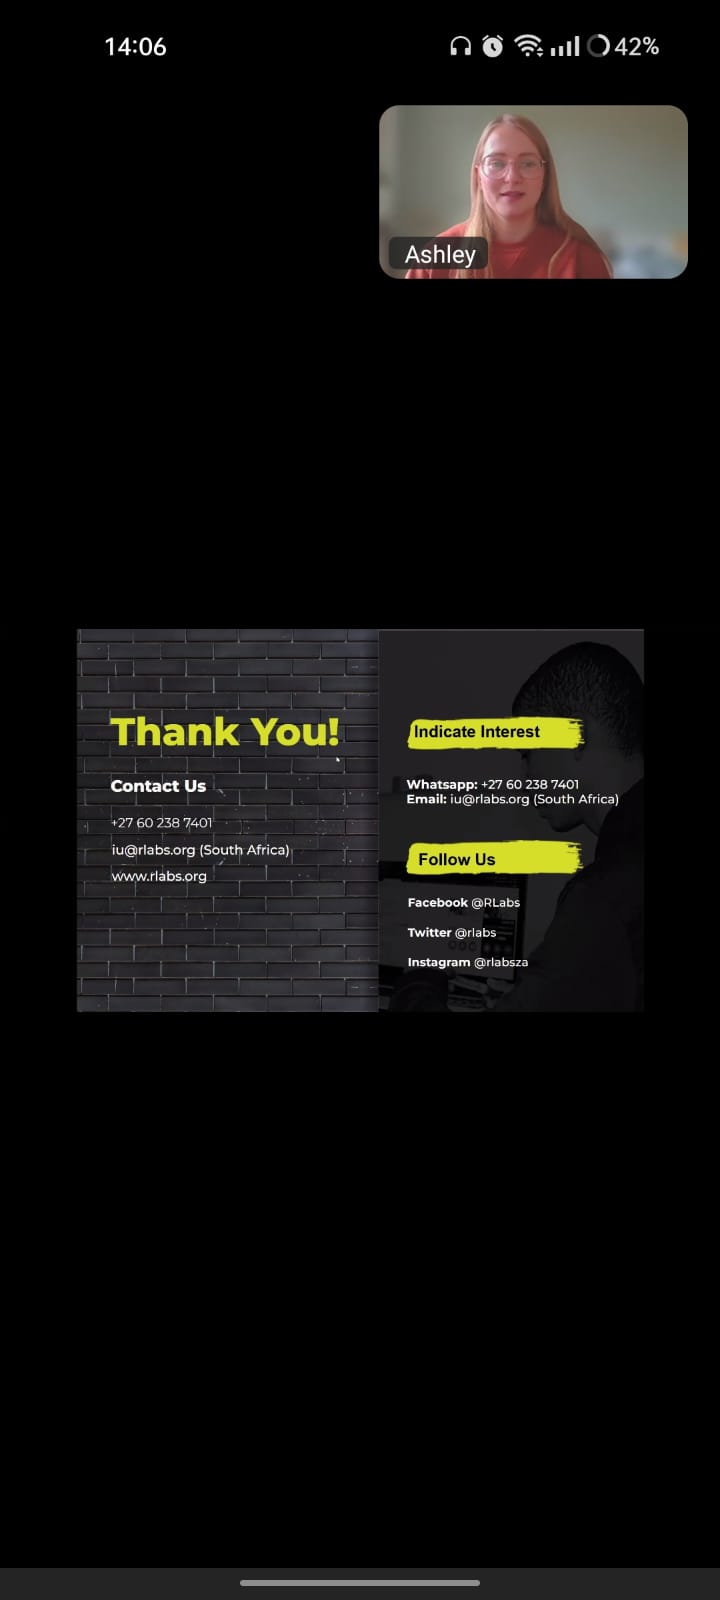 14:06
42%
Ashley
Thank You!
Contact Us
+27 60 238 7401
iu@rlabs.org (South Africa)
www.rlabs.org
Indicate Interest
Whatsapp: +27 60 238 7401
Email: iu@rlabs.org (South Africa)
Follow Us
Facebook @RLabs
Twitter @rlabs
Instagram @rlabsza